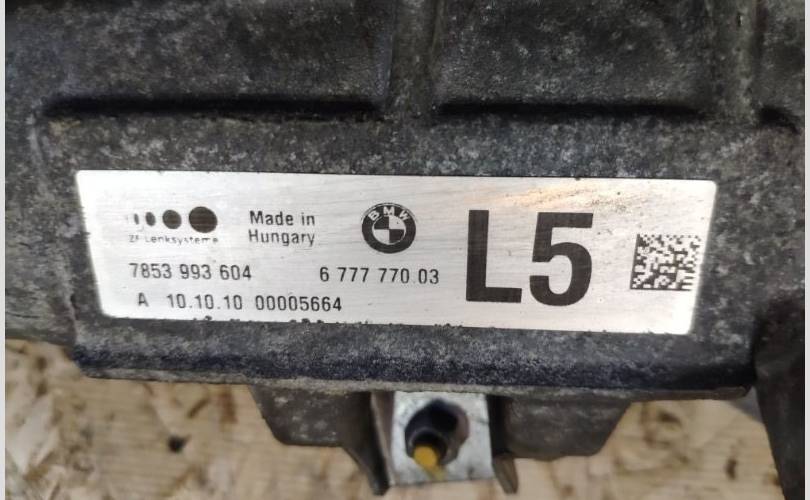 ZF Lenksysteme
Made in
Hungary
BMW
7853 993 604
6 777 770.03
L5
A 10.10.10 00005664